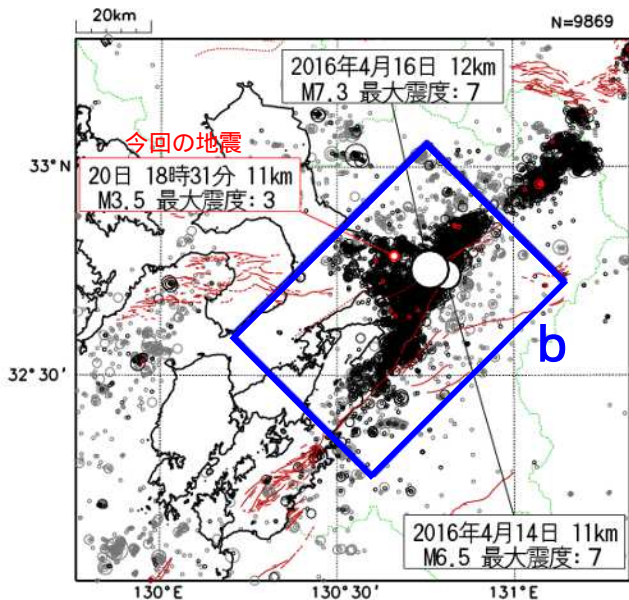 20km
N=9869
2016年4月16日 12km
M7.3 最大震度：7
今回の地震
33°N
20日 18時31分 11km
M3.5 最大震度：3
b
32°30′
2016年4月14日 11km
M6.5 最大震度：7
130°E
130°30′
131°E